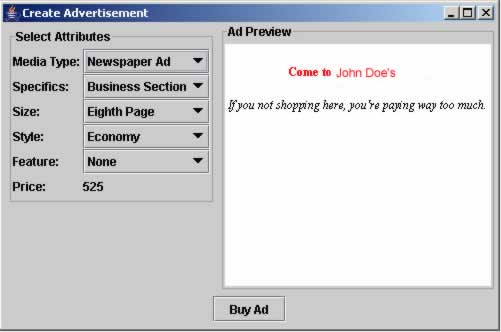 Create Advertisement
Select Attributes
Media Type: Newspaper Ad
Specifics: Business Section
Size: Eighth Page
Style: Economy
Feature: None
Price: 525
Ad Preview
Come to John Doe's
If you not shopping here, you're paying way too much.
Buy Ad